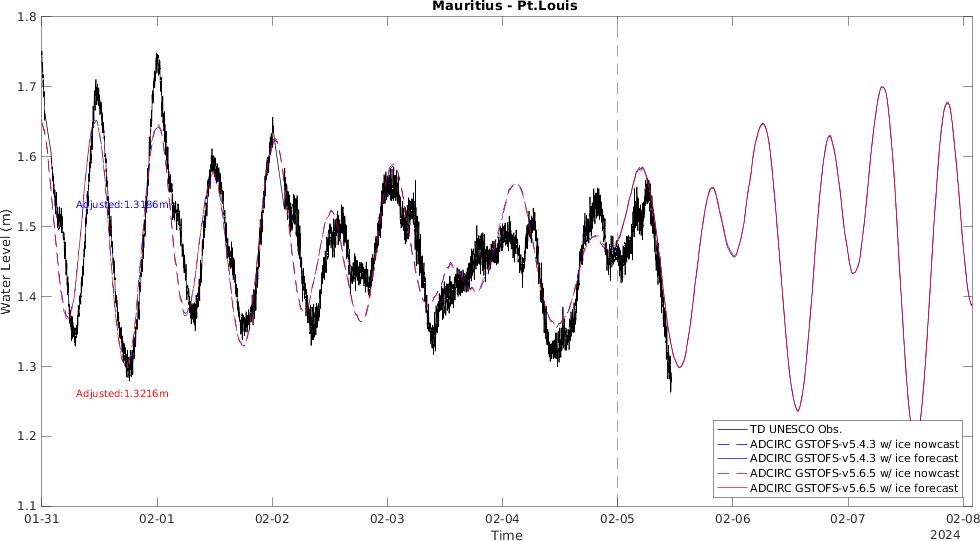 Mauritius - Pt.Louis
1.8
1.7
1.6
1.5
1.4
1.3
1.2
1.1
Water Level (m)
Adjusted:1.3186m
Adjusted:1.3216m
TD UNESCO Obs.
ADCIRC GSTOFS-v5.4.3 w/ ice nowcast
ADCIRC GSTOFS-v5.4.3 w/ ice forecast
ADCIRC GSTOFS-v5.6.5 w/ ice nowcast
ADCIRC GSTOFS-v5.6.5 w/ ice forecast
01-31 02-01 02-02 02-03 02-04 02-05 02-06 02-07 02-08
Time
2024